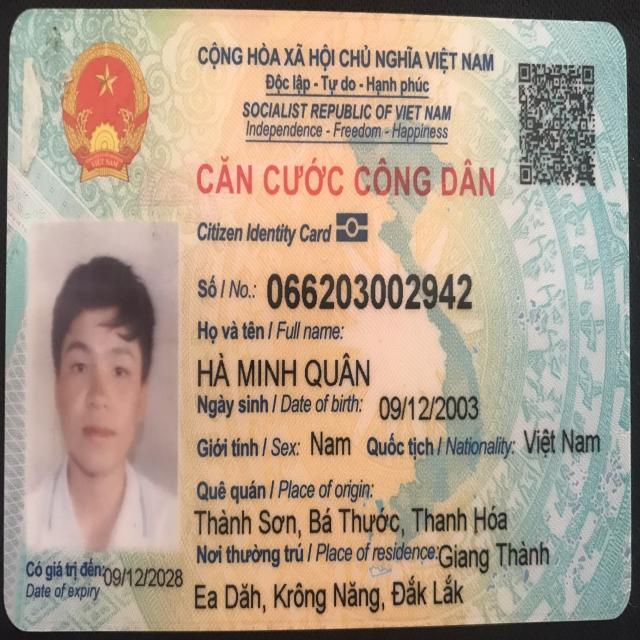 CỘNG HÒA XÃ HỘI CHỦ NGHĨA VIỆT NAM
Độc lập - Tự do - Hạnh phúc
SOCIALIST REPUBLIC OF VIET NAM
Independence - Freedom - Happiness
CĂN CƯỚC CÔNG DÂN
Citizen Identity Card
Số / No.: 066203002942
Họ và tên / Full name:
HÀ MINH QUÂN
Ngày sinh / Date of birth: 09/12/2003
Giới tính / Sex: Nam Quốc tịch / Nationality: Việt Nam
Quê quán / Place of origin:
Thành Sơn, Bá Thước, Thanh Hóa
Nơi thường trú / Place of residence: Giang Thành
Ea Dăh, Krông Năng, Đắk Lắk
Có giá trị đến: 09/12/2028
Date of expiry
VIỆT NAM